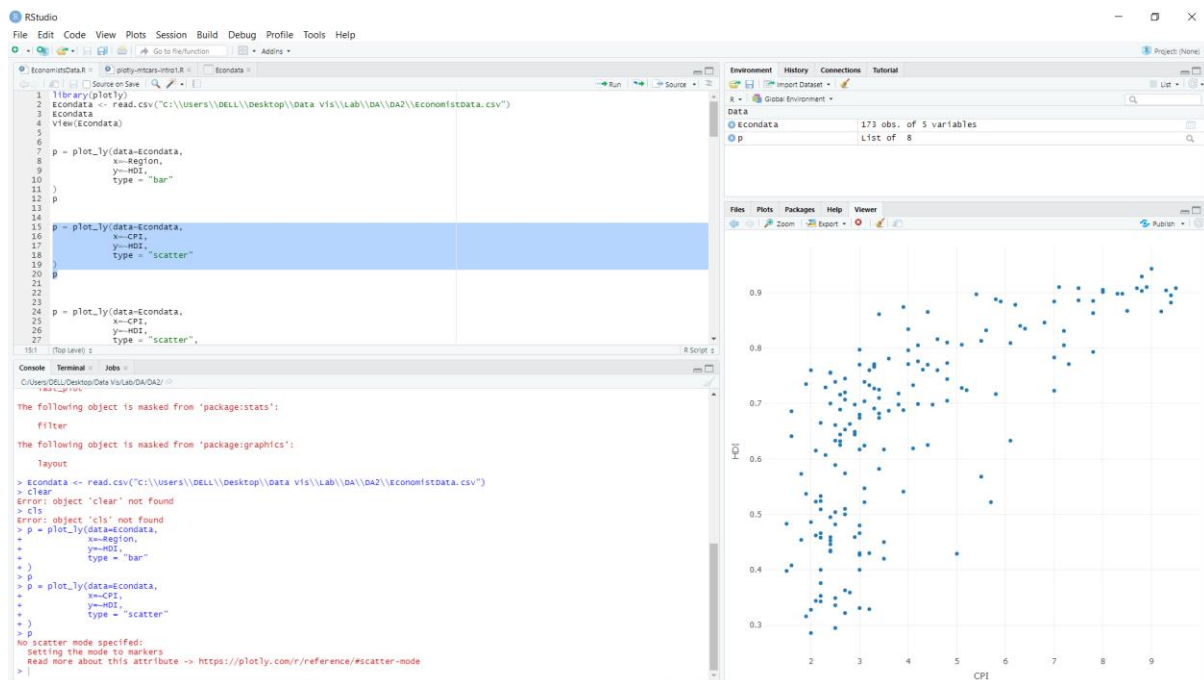 RStudio
File Edit Code View Plots Session Build Debug Profile Tools Help
Go to file/function Addins
Project: (None)
EconomistsData.R plotly-mtcars-intro1.R Econdata
Source on Save Run Source
1 library(plotly)
2 Econdata <- read.csv("C:\\Users\\DELL\\Desktop\\Data vis\\Lab\\DA\\DA2\\EconomistData.csv")
3 Econdata
4 View(Econdata)
5
6
7 p = plot_ly(data=Econdata,
8 x=~Region,
9 y=~HDI,
10 type = "bar"
11 )
12 p
13
14
15 p = plot_ly(data=Econdata,
16 x=~CPI,
17 y=~HDI,
18 type = "scatter"
19 )
20 p
21
22
23
24 p = plot_ly(data=Econdata,
25 x=~CPI,
26 y=~HDI,
27 type = "scatter",
15:1 (Top Level) R Script
Console Terminal Jobs
C:/Users/DELL/Desktop/Data Vis/Lab/DA/DA2/
The following object is masked from ‘package:stats’:
filter
The following object is masked from ‘package:graphics’:
layout
> Econdata <- read.csv("C:\\Users\\DELL\\Desktop\\Data vis\\Lab\\DA\\DA2\\EconomistData.csv")
> clear
Error: object 'clear' not found
> cls
Error: object 'cls' not found
> p = plot_ly(data=Econdata,
+ x=~Region,
+ y=~HDI,
+ type = "bar"
+ )
> p
> p = plot_ly(data=Econdata,
+ x=~CPI,
+ y=~HDI,
+ type = "scatter"
+ )
> p
No scatter mode specifed:
Setting the mode to markers
Read more about this attribute -> https://plotly.com/r/reference/#scatter-mode
>
Environment History Connections Tutorial
Import Dataset List
R Global Environment
Data
Econdata 173 obs. of 5 variables
p List of 8
Files Plots Packages Help Viewer
Zoom Export Publish
0.9
0.8
0.7
0.6
0.5
0.4
0.3
HDI
2 3 4 5 6 7 8 9
CPI